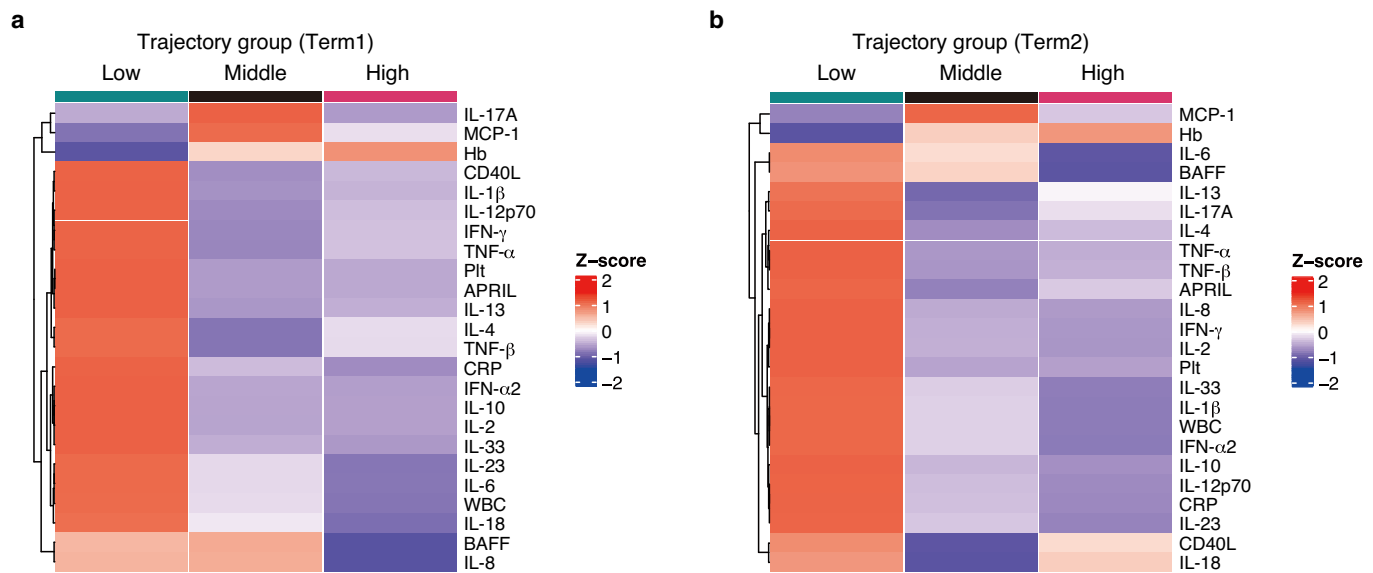 a
Trajectory group (Term1)
Low Middle High
IL-17A
MCP-1
Hb
CD40L
IL-1β
IL-12p70
IFN-γ
TNF-α
Plt
APRIL
IL-13
IL-4
TNF-β
CRP
IFN-α2
IL-10
IL-2
IL-33
IL-23
IL-6
WBC
IL-18
BAFF
IL-8
Z−score
2
1
0
−1
−2
b
Trajectory group (Term2)
Low Middle High
MCP-1
Hb
IL-6
BAFF
IL-13
IL-17A
IL-4
TNF-α
TNF-β
APRIL
IL-8
IFN-γ
IL-2
Plt
IL-33
IL-1β
WBC
IFN-α2
IL-10
IL-12p70
CRP
IL-23
CD40L
IL-18
Z−score
2
1
0
−1
−2